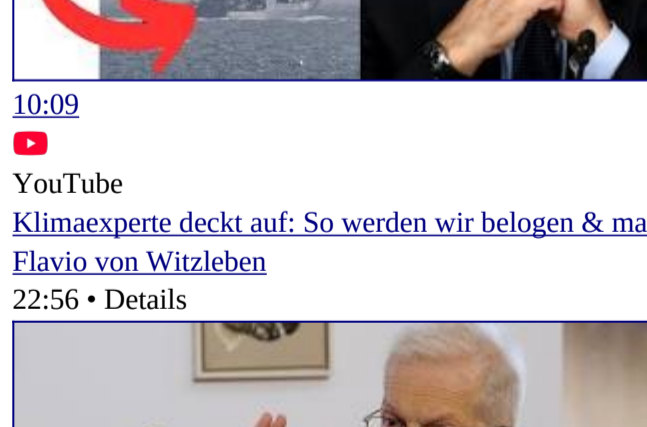 10:09
YouTube
Klimaexperte deckt auf: So werden wir belogen & ma
Flavio von Witzleben
22:56 • Details